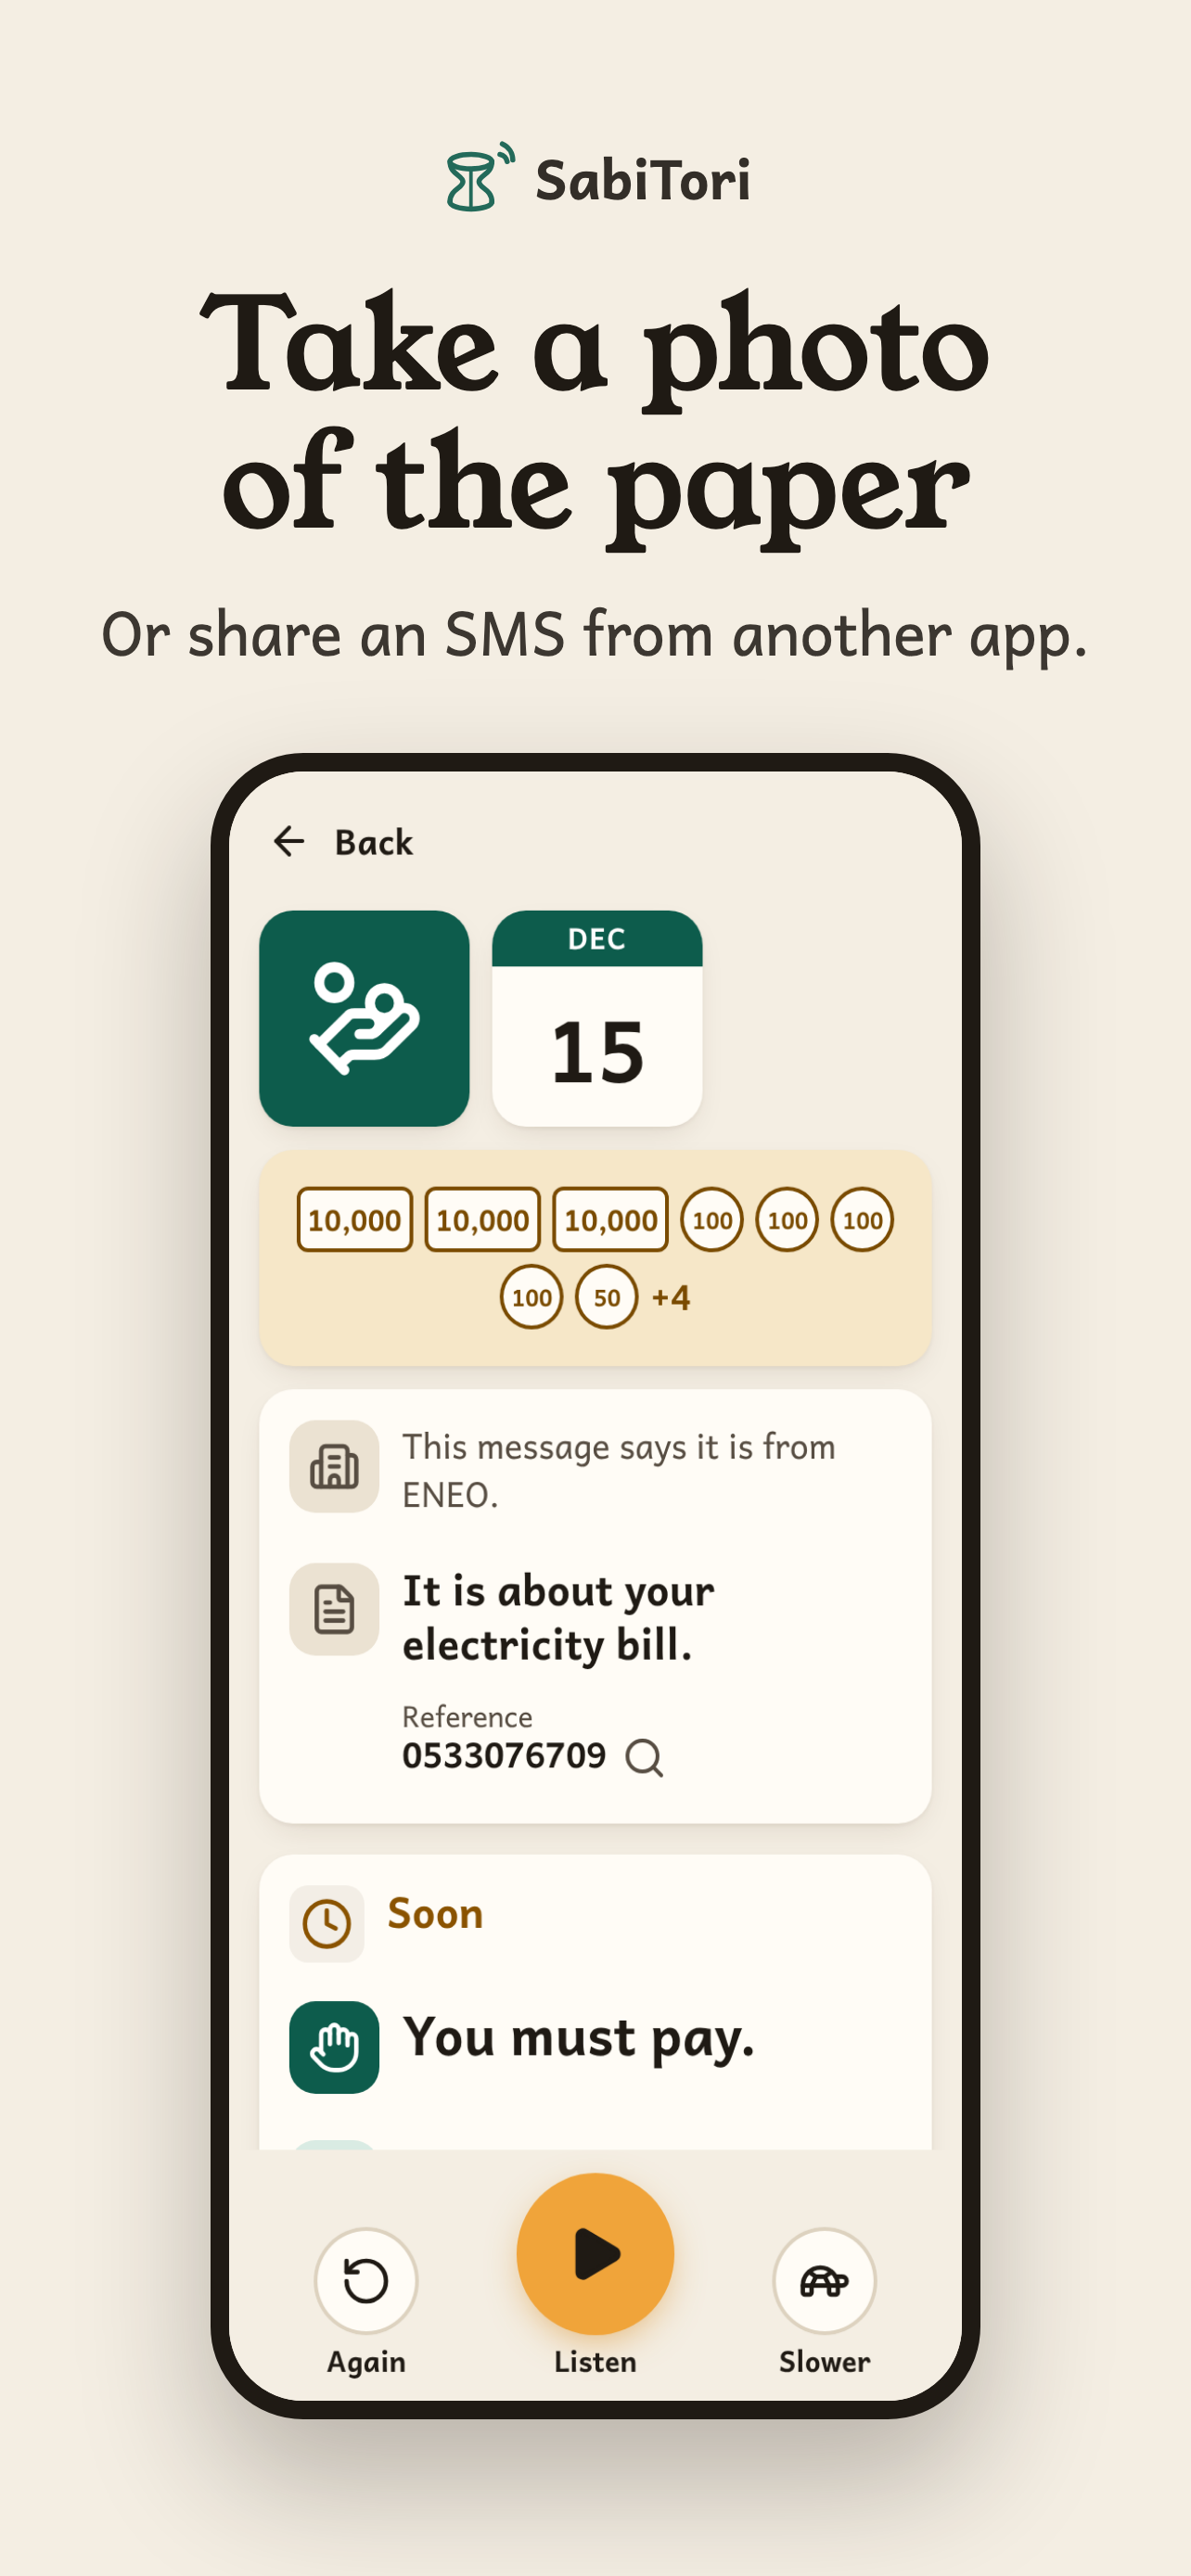 SabiTori
Take a photo
of the paper
Or share an SMS from another app.
Back
DEC
15
10,000 10,000 10,000 100 100 100
100 50 +4
This message says it is from
ENEO.
It is about your
electricity bill.
Reference
0533076709
Soon
You must pay.
Again
Listen
Slower